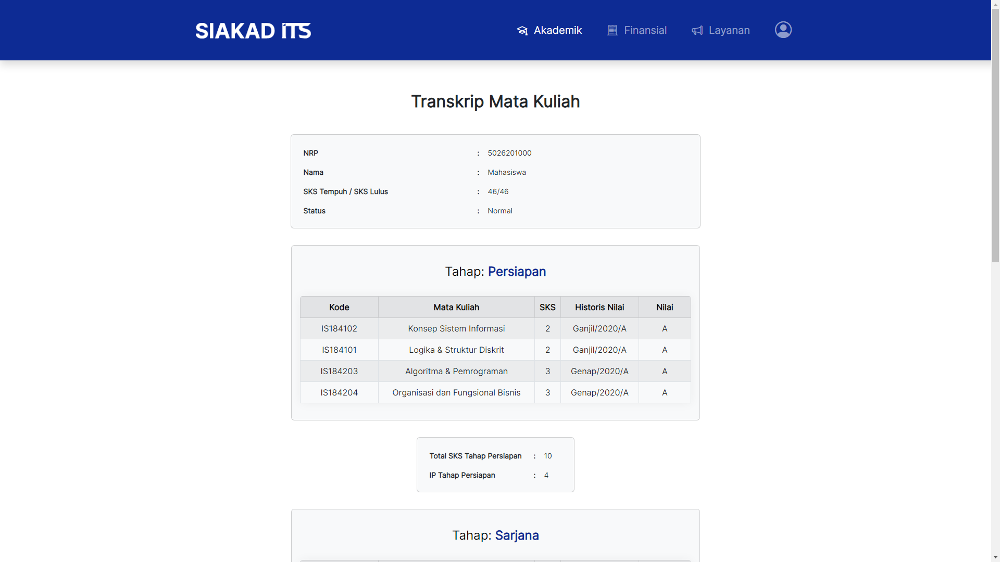 SIAKAD ITS
Akademik
Finansial
Layanan
Transkrip Mata Kuliah
NRP : 5026201000
Nama : Mahasiswa
SKS Tempuh / SKS Lulus : 46/46
Status : Normal
Tahap: Persiapan
Kode Mata Kuliah SKS Historis Nilai Nilai
IS184102 Konsep Sistem Informasi 2 Ganjil/2020/A A
IS184101 Logika & Struktur Diskrit 2 Ganjil/2020/A A
IS184203 Algoritma & Pemrograman 3 Genap/2020/A A
IS184204 Organisasi dan Fungsional Bisnis 3 Genap/2020/A A
Total SKS Tahap Persiapan : 10
IP Tahap Persiapan : 4
Tahap: Sarjana